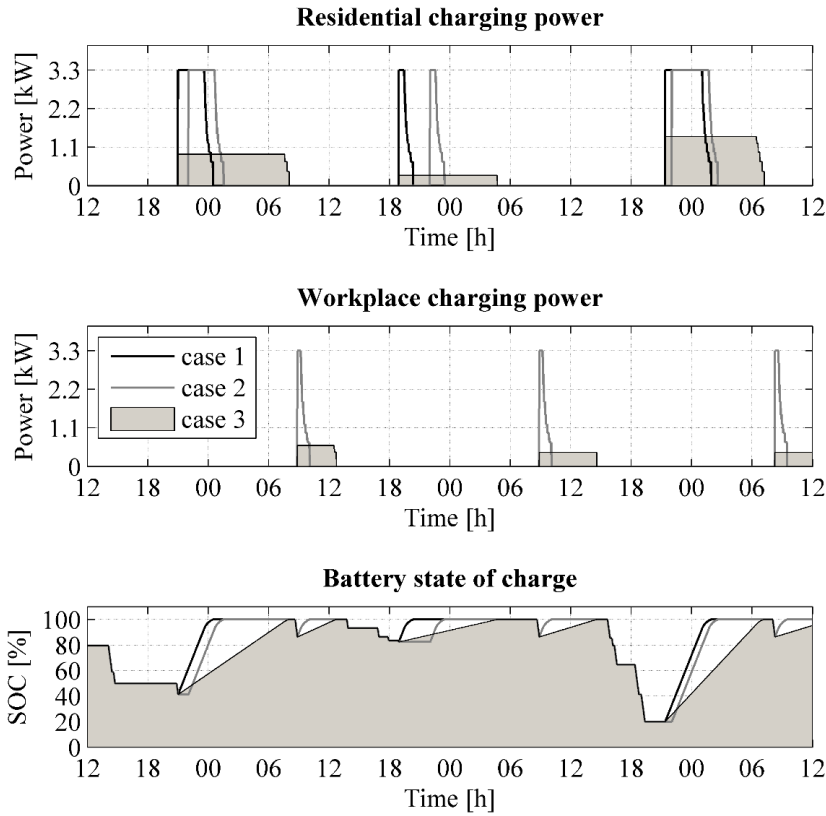 Residential charging power
Power [kW]
3.3
2.2
1.1
0
12 18 00 06 12 18 00 06 12 18 00 06 12
Time [h]
Workplace charging power
Power [kW]
3.3
2.2
1.1
0
case 1
case 2
case 3
12 18 00 06 12 18 00 06 12 18 00 06 12
Time [h]
Battery state of charge
SOC [%]
100
80
60
40
20
0
12 18 00 06 12 18 00 06 12 18 00 06 12
Time [h]